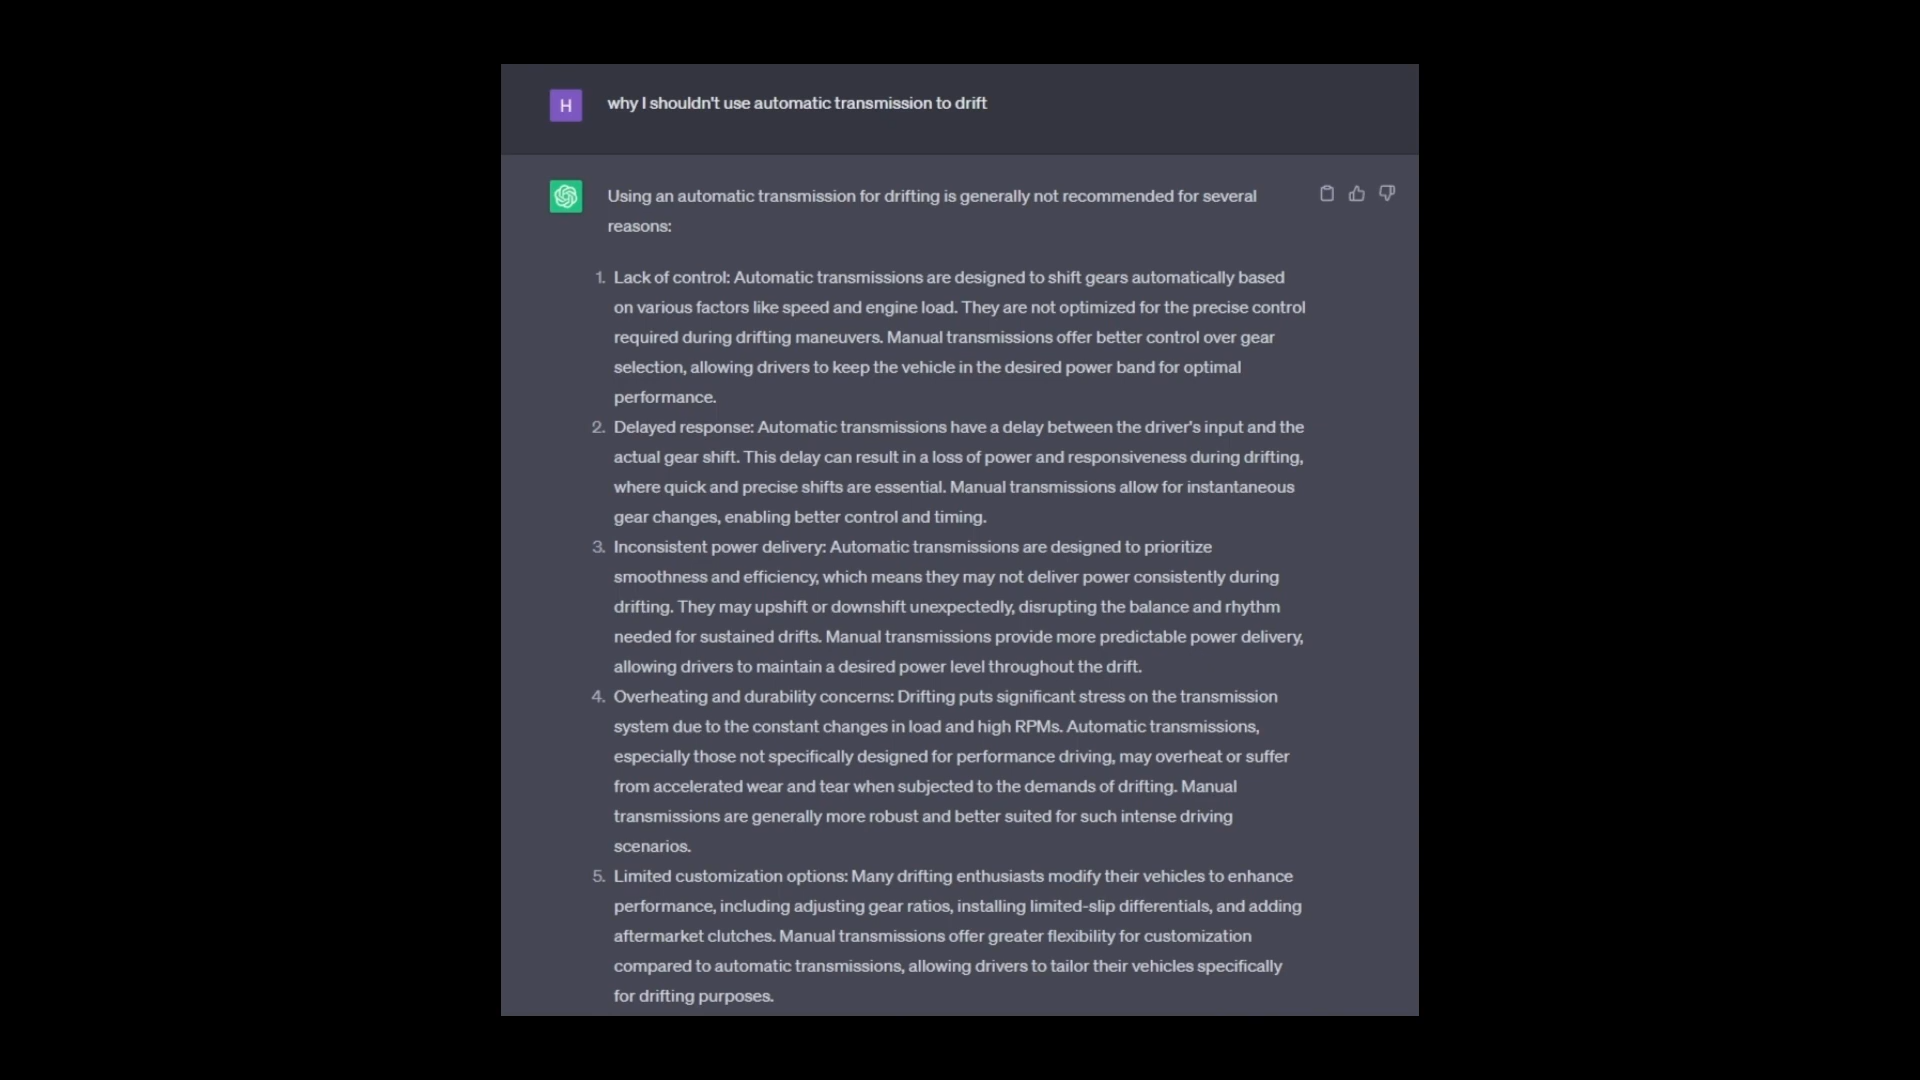 H
why I shouldn't use automatic transmission to drift
Using an automatic transmission for drifting is generally not recommended for several
reasons:
1. Lack of control: Automatic transmissions are designed to shift gears automatically based
on various factors like speed and engine load. They are not optimized for the precise control
required during drifting maneuvers. Manual transmissions offer better control over gear
selection, allowing drivers to keep the vehicle in the desired power band for optimal
performance.
2. Delayed response: Automatic transmissions have a delay between the driver's input and the
actual gear shift. This delay can result in a loss of power and responsiveness during drifting,
where quick and precise shifts are essential. Manual transmissions allow for instantaneous
gear changes, enabling better control and timing.
3. Inconsistent power delivery: Automatic transmissions are designed to prioritize
smoothness and efficiency, which means they may not deliver power consistently during
drifting. They may upshift or downshift unexpectedly, disrupting the balance and rhythm
needed for sustained drifts. Manual transmissions provide more predictable power delivery,
allowing drivers to maintain a desired power level throughout the drift.
4. Overheating and durability concerns: Drifting puts significant stress on the transmission
system due to the constant changes in load and high RPMs. Automatic transmissions,
especially those not specifically designed for performance driving, may overheat or suffer
from accelerated wear and tear when subjected to the demands of drifting. Manual
transmissions are generally more robust and better suited for such intense driving
scenarios.
5. Limited customization options: Many drifting enthusiasts modify their vehicles to enhance
performance, including adjusting gear ratios, installing limited-slip differentials, and adding
aftermarket clutches. Manual transmissions offer greater flexibility for customization
compared to automatic transmissions, allowing drivers to tailor their vehicles specifically
for drifting purposes.